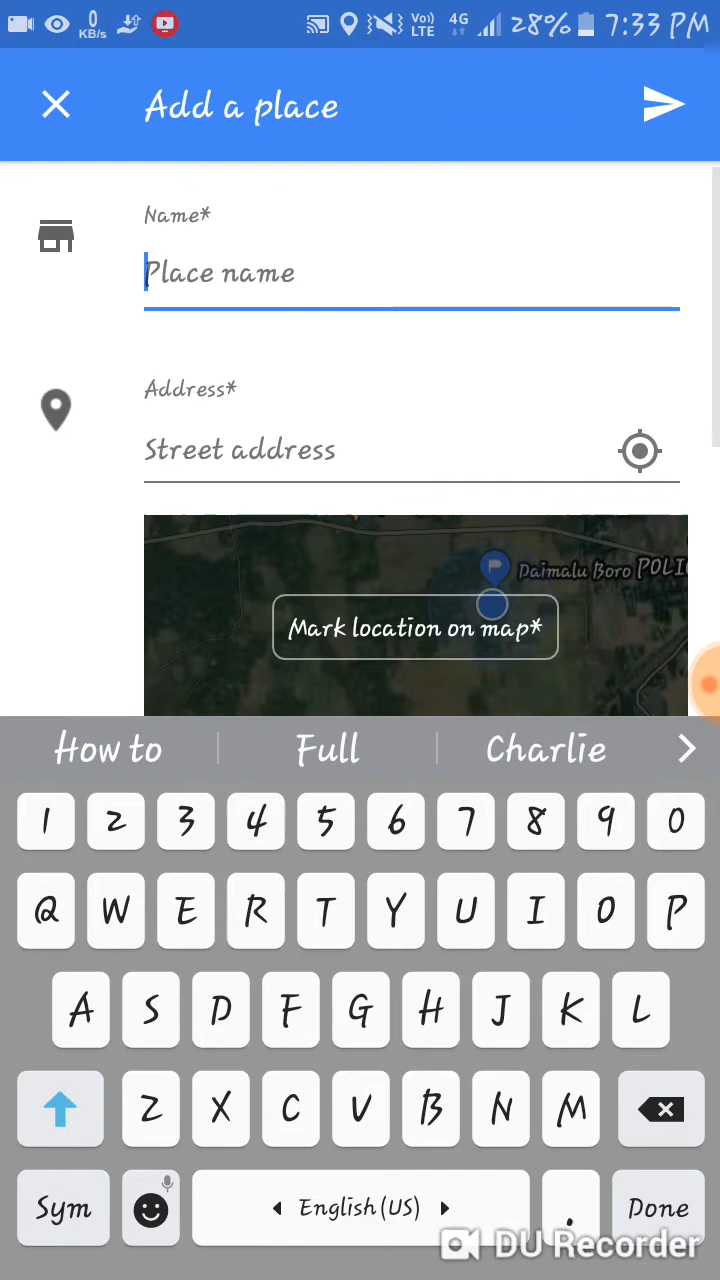 0 KB/s Vo) LTE 4G 28% 7:33 PM
Add a place
Name*
Place name
Address*
Street address
Daimalu Boro
Mark location on map*
How to Full Charlie
1 2 3 4 5 6 7 8 9 0
Q W E R T Y U I O P
A S D F G H J K L
Z X C V B N M
Sym English(US) . Done
DU Recorder